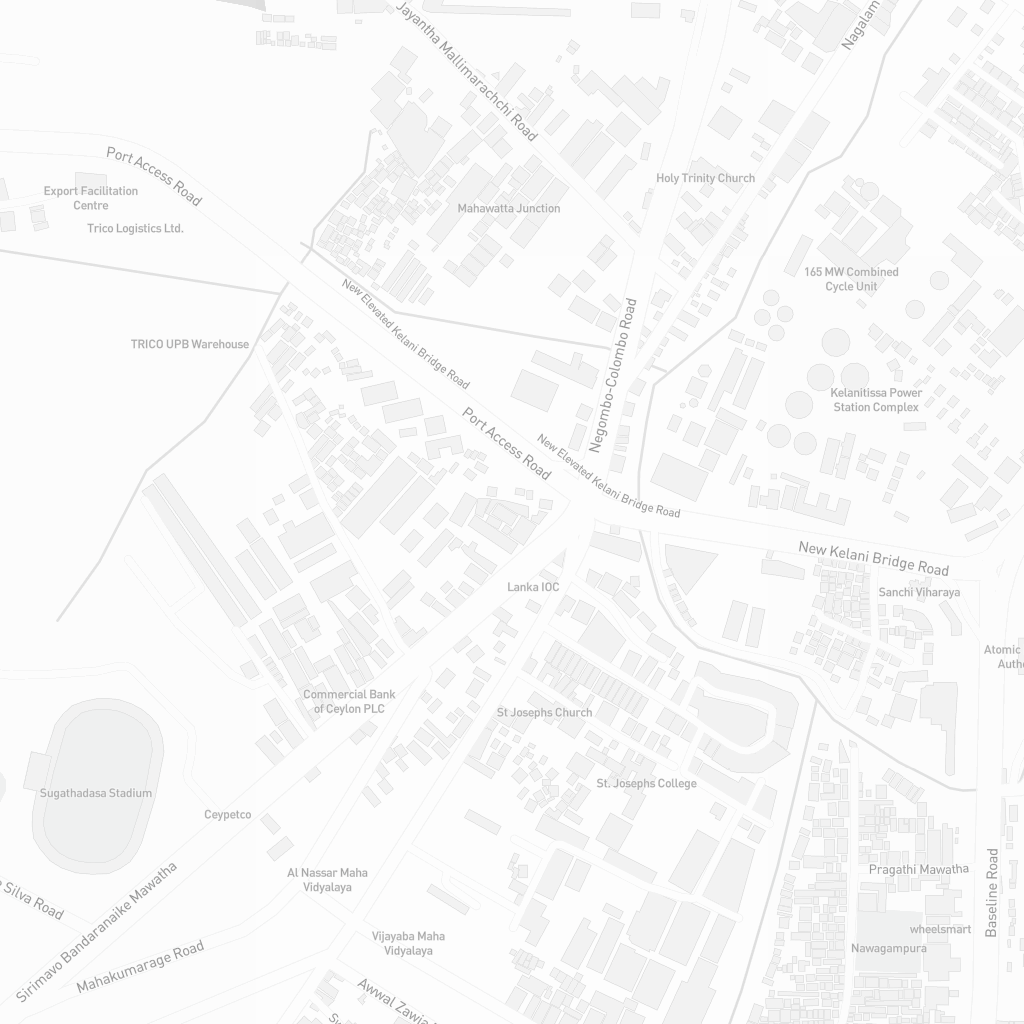 Jayantha Mallimarachchi Road
Nagalam
Port Access Road
Export Facilitation
Centre
Trico Logistics Ltd.
Holy Trinity Church
Mahawatta Junction
165 MW Combined
Cycle Unit
New Elevated Kelani Bridge Road
TRICO UPB Warehouse
Negombo-Colombo Road
Kelanitissa Power
Station Complex
Port Access Road
New Elevated Kelani Bridge Road
New Kelani Bridge Road
Lanka IOC
Sanchi Viharaya
Atomic
Autho
Commercial Bank
of Ceylon PLC
St Josephs Church
Sugathadasa Stadium
St. Josephs College
Ceypetco
Al Nassar Maha
Vidyalaya
Pragathi Mawatha
Baseline Road
Silva Road
Sirimavo Bandaranaike Mawatha
Mahakumarage Road
Vijayaba Maha
Vidyalaya
wheelsmart
Nawagampura
Awwal Zawia